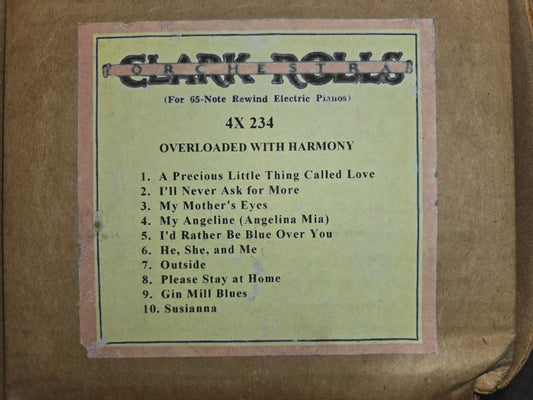 CLARK ROLLS
ORCHESTRA
(For 65-Note Rewind Electric Pianos)
4X 234
OVERLOADED WITH HARMONY
1. A Precious Little Thing Called Love
2. I'll Never Ask for More
3. My Mother's Eyes
4. My Angeline (Angelina Mia)
5. I'd Rather Be Blue Over You
6. He, She, and Me
7. Outside
8. Please Stay at Home
9. Gin Mill Blues
10. Susianna